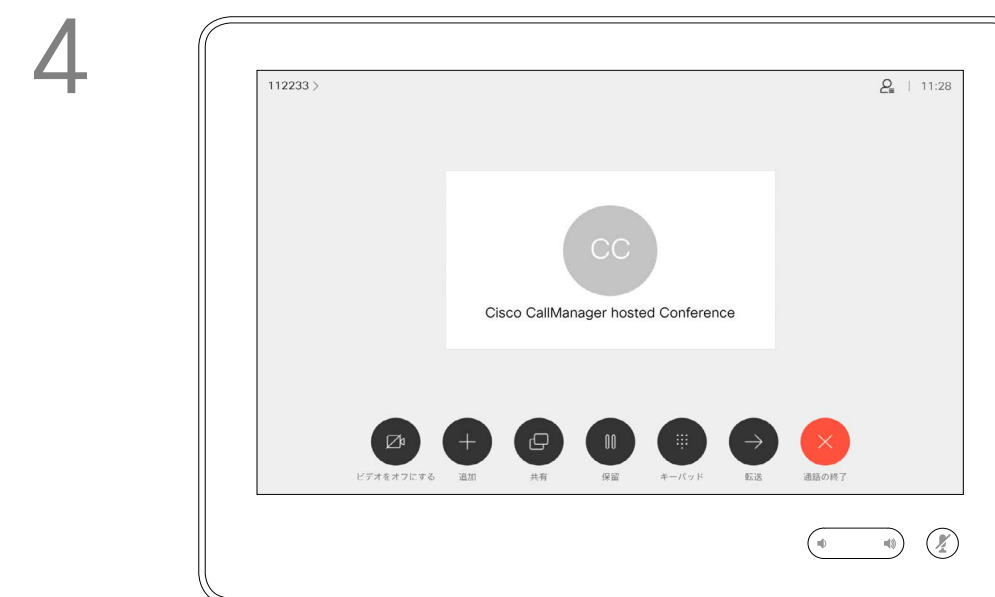 4
112233 >
| 11:28
CC
Cisco CallManager hosted Conference
ビデオをオフにする 追加 共有 保留 キーパッド 転送 通話の終了